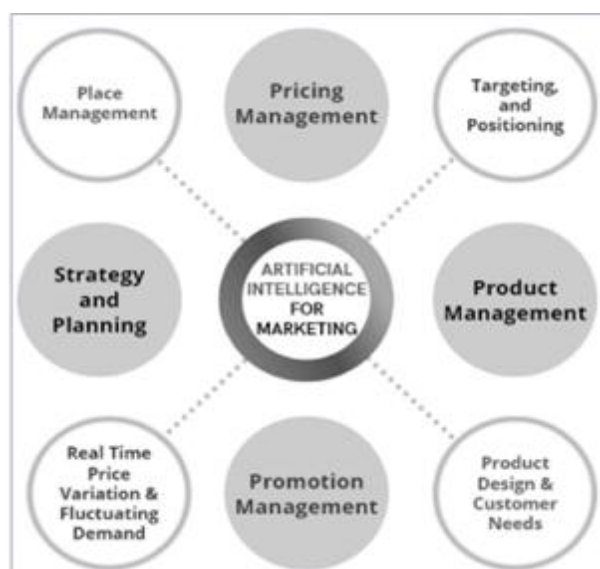 Place
Management
Pricing
Management
Targeting,
and
Positioning
Strategy
and
Planning
ARTIFICIAL
INTELLIGENCE
FOR
MARKETING
Product
Management
Real Time
Price
Variation &
Fluctuating
Demand
Promotion
Management
Product
Design &
Customer
Needs